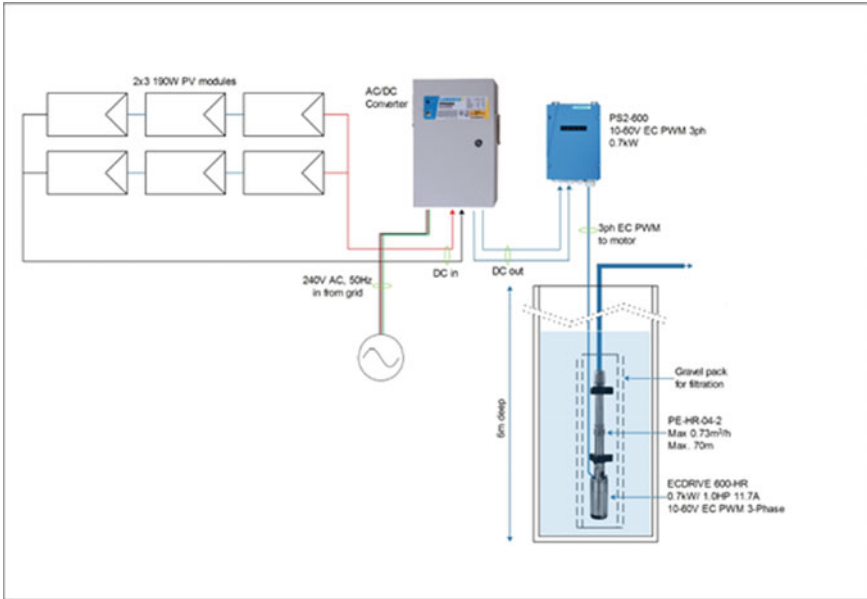 2x3 190W PV modules
AC/DC
Converter
PS2-600
10-60V EC PWM 3ph
0.7kW
3ph EC PWM
to motor
DC in
DC out
240V AC, 50Hz
in from grid
Gravel pack
for filtration
6m deep
PE-HR-04-2
Max 0.73m³/h
Max. 70m
ECDRIVE 600-HR
0.7kW/ 1.0HP 11.7A
10-60V EC PWM 3-Phase